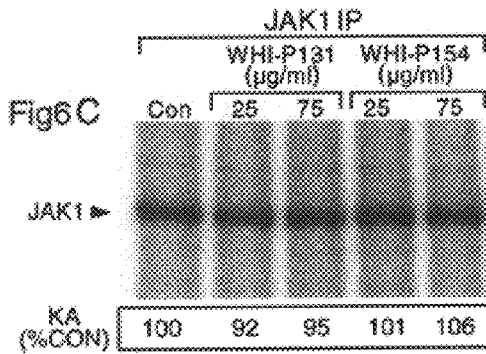 JAK1 IP
WHI-P131 WHI-P154
(µg/ml) (µg/ml)
Fig6 C Con 25 75 25 75
JAK1 ►
KA
(%CON) 100 92 95 101 106